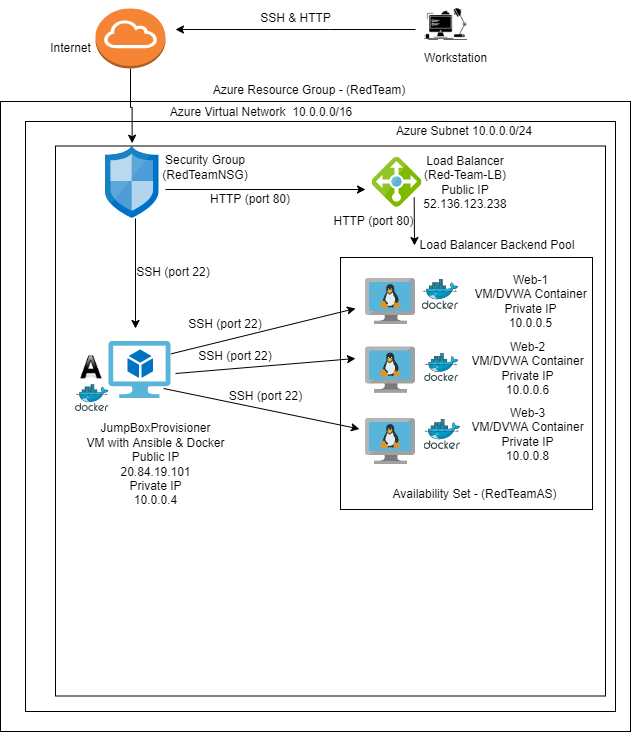 SSH & HTTP
Internet
Workstation
Azure Resource Group - (RedTeam)
Azure Virtual Network 10.0.0.0/16
Azure Subnet 10.0.0.0/24
Security Group
(RedTeamNSG)
Load Balancer
(Red-Team-LB)
Public IP
52.136.123.238
HTTP (port 80)
HTTP (port 80)
Load Balancer Backend Pool
SSH (port 22)
Web-1
VM/DVWA Container
Private IP
10.0.0.5
docker
SSH (port 22)
Web-2
VM/DVWA Container
Private IP
10.0.0.6
docker
SSH (port 22)
A
docker
SSH (port 22)
Web-3
VM/DVWA Container
Private IP
10.0.0.8
docker
JumpBoxProvisioner
VM with Ansible & Docker
Public IP
20.84.19.101
Private IP
10.0.0.4
Availability Set - (RedTeamAS)